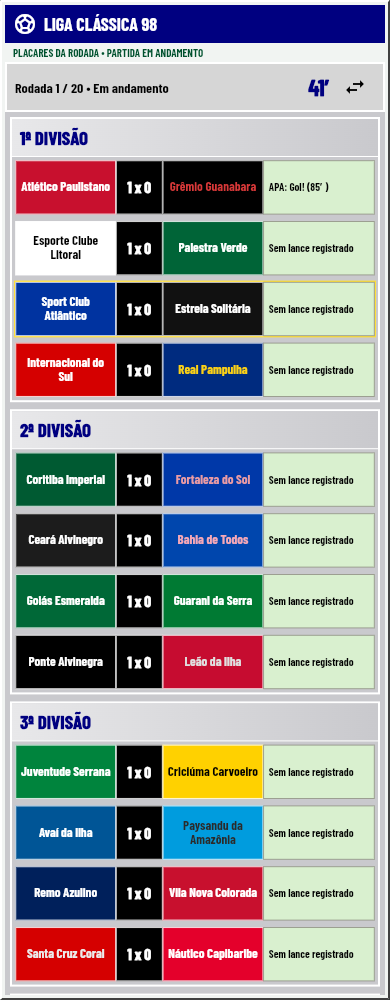 LIGA CLÁSSICA 98
PLACARES DA RODADA • PARTIDA EM ANDAMENTO
Rodada 1 / 20 • Em andamento 41′
1ª DIVISÃO
Atlético Paulistano 1 x 0 Grêmio Guanabara APA: Gol! (85′ )
Esporte Clube
Litoral 1 x 0 Palestra Verde Sem lance registrado
Sport Club
Atlântico 1 x 0 Estrela Solitária Sem lance registrado
Internacional do
Sul 1 x 0 Real Pampulha Sem lance registrado
2ª DIVISÃO
Coritiba Imperial 1 x 0 Fortaleza do Sol Sem lance registrado
Ceará Alvinegro 1 x 0 Bahia de Todos Sem lance registrado
Goiás Esmeralda 1 x 0 Guarani da Serra Sem lance registrado
Ponte Alvinegra 1 x 0 Leão da Ilha Sem lance registrado
3ª DIVISÃO
Juventude Serrana 1 x 0 Criciúma Carvoeiro Sem lance registrado
Avaí da Ilha 1 x 0 Paysandu da
Amazônia Sem lance registrado
Remo Azulino 1 x 0 Vila Nova Colorada Sem lance registrado
Santa Cruz Coral 1 x 0 Náutico Capibaribe Sem lance registrado